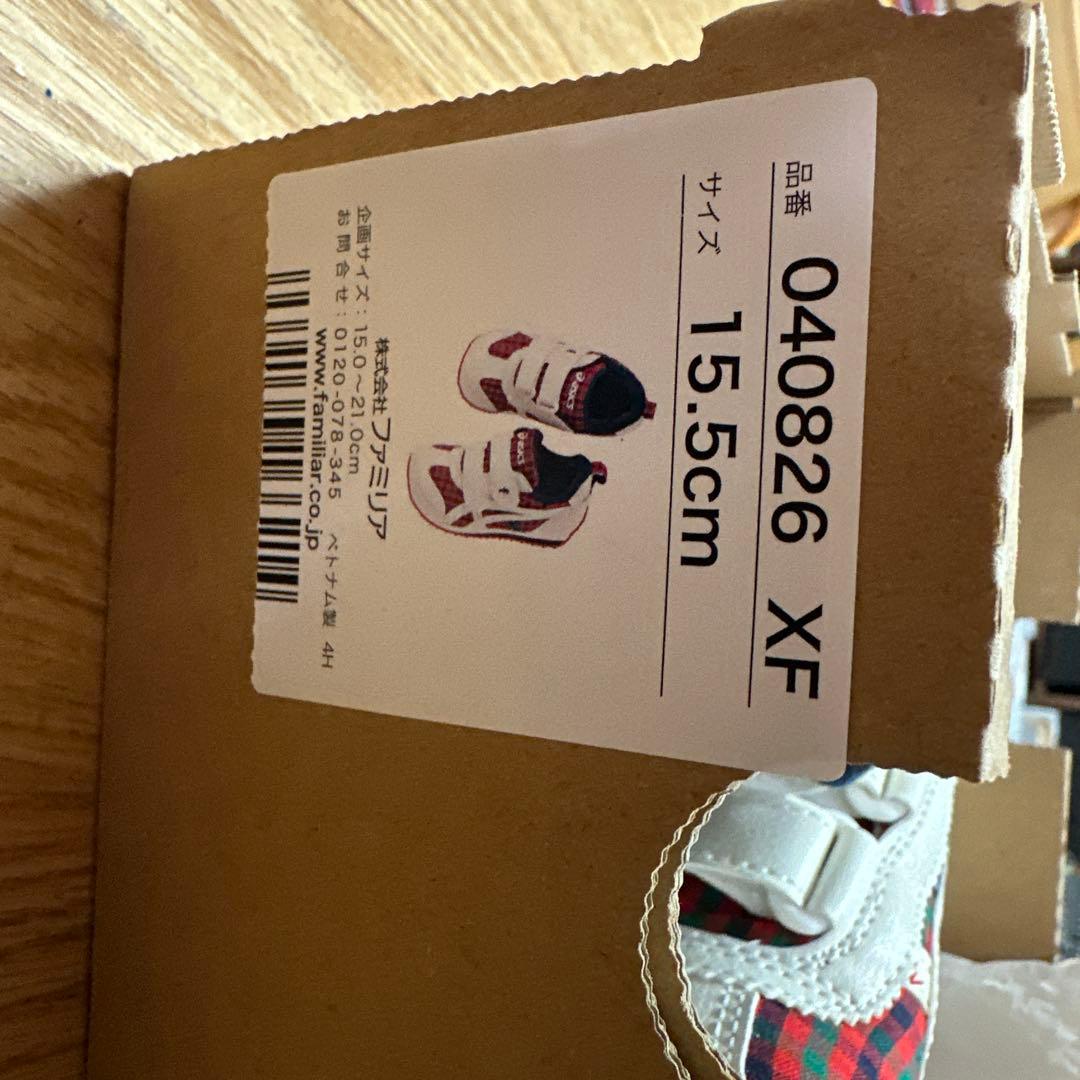 品番 040826 XF
サイズ 15.5cm
asics
asics
株式会社ファミリア
企画サイズ：15.0～21.0cm
お問合せ：0120-078-345 ベトナム製 4H
www.familiar.co.jp